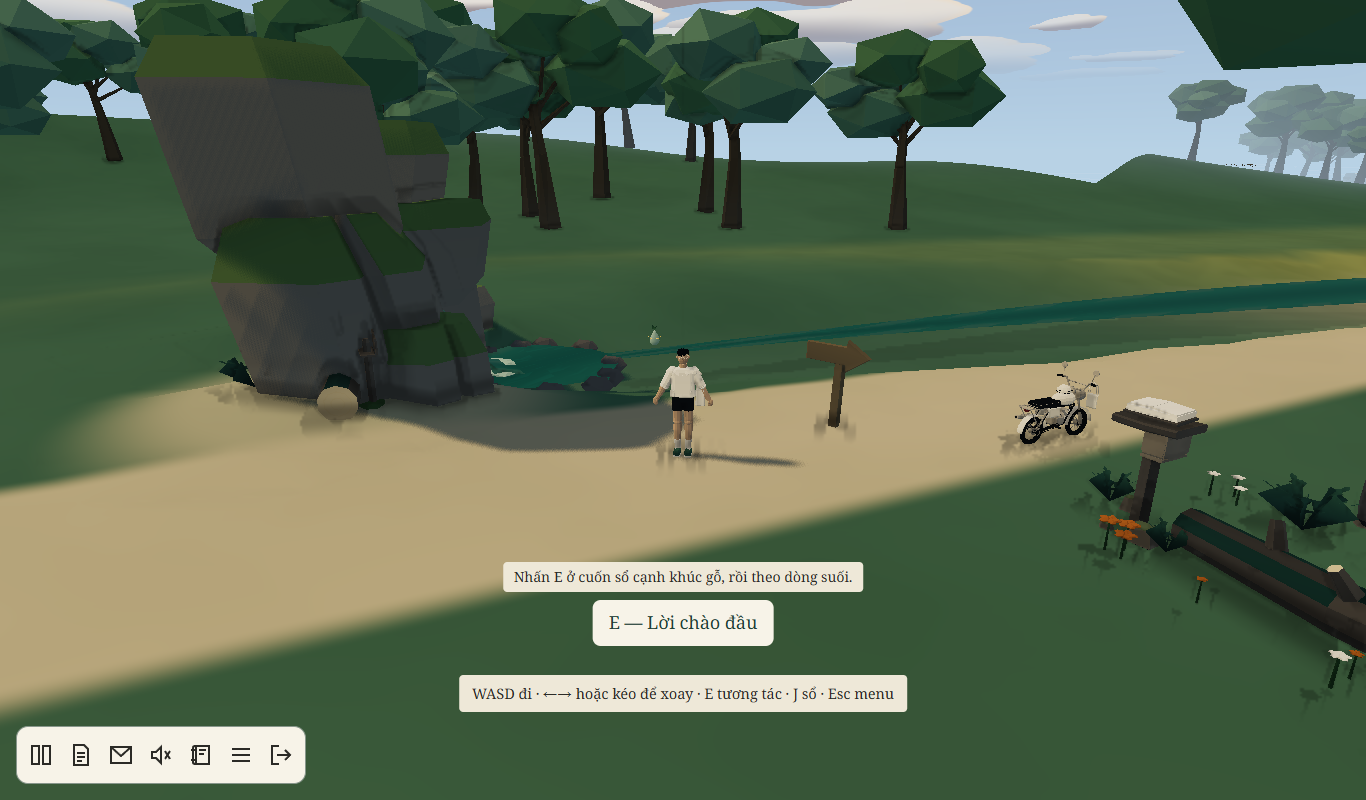 Nhấn E ở cuốn sổ cạnh khúc gỗ, rồi theo dòng suối.
E — Lời chào đầu
WASD đi · ←→ hoặc kéo để xoay · E tương tác · J sổ · Esc menu